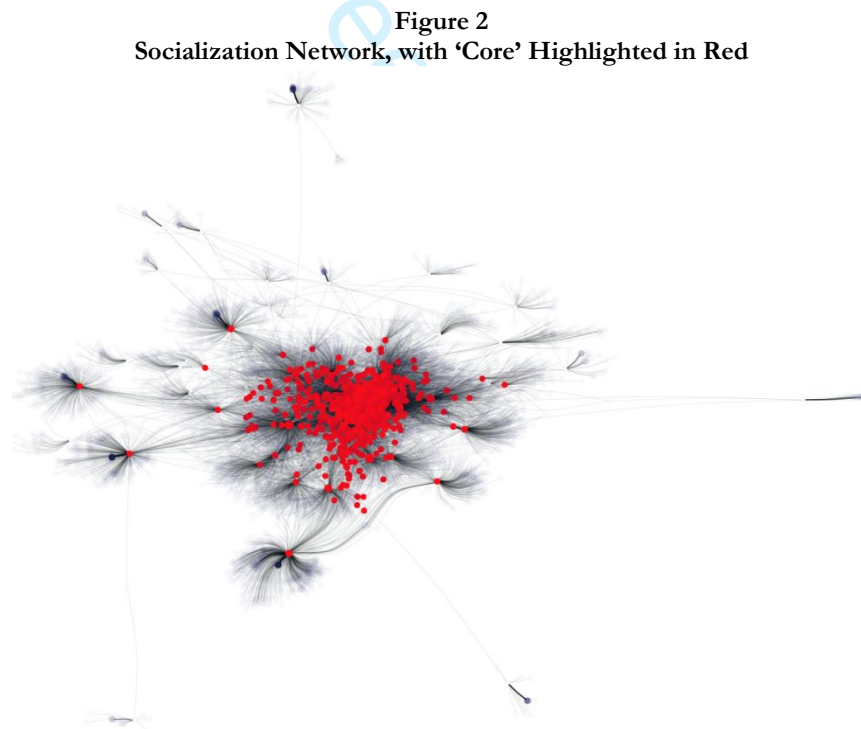 Figure 2
Socialization Network, with ‘Core’ Highlighted in Red